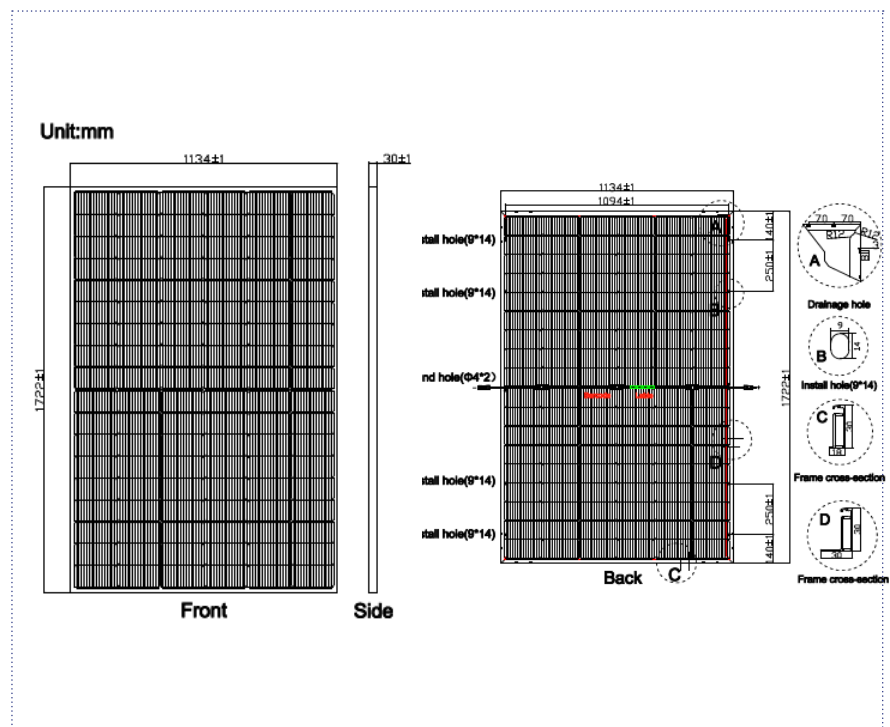 Unit:mm
1134±1
30±1
1722±1
Front
Side
1134±1
1094±1
stall hole(9*14)
stall hole(9*14)
nd hole(Φ4*2)
stall hole(9*14)
stall hole(9*14)
A
B
D
C
140±1
250±1
1722±1
250±1
140±1
Back
70 70
R12 R12
A
Drainage hole
9
14
B
Install hole(9*14)
C
30
18
Frame cross-section
D
30
30
Frame cross-section